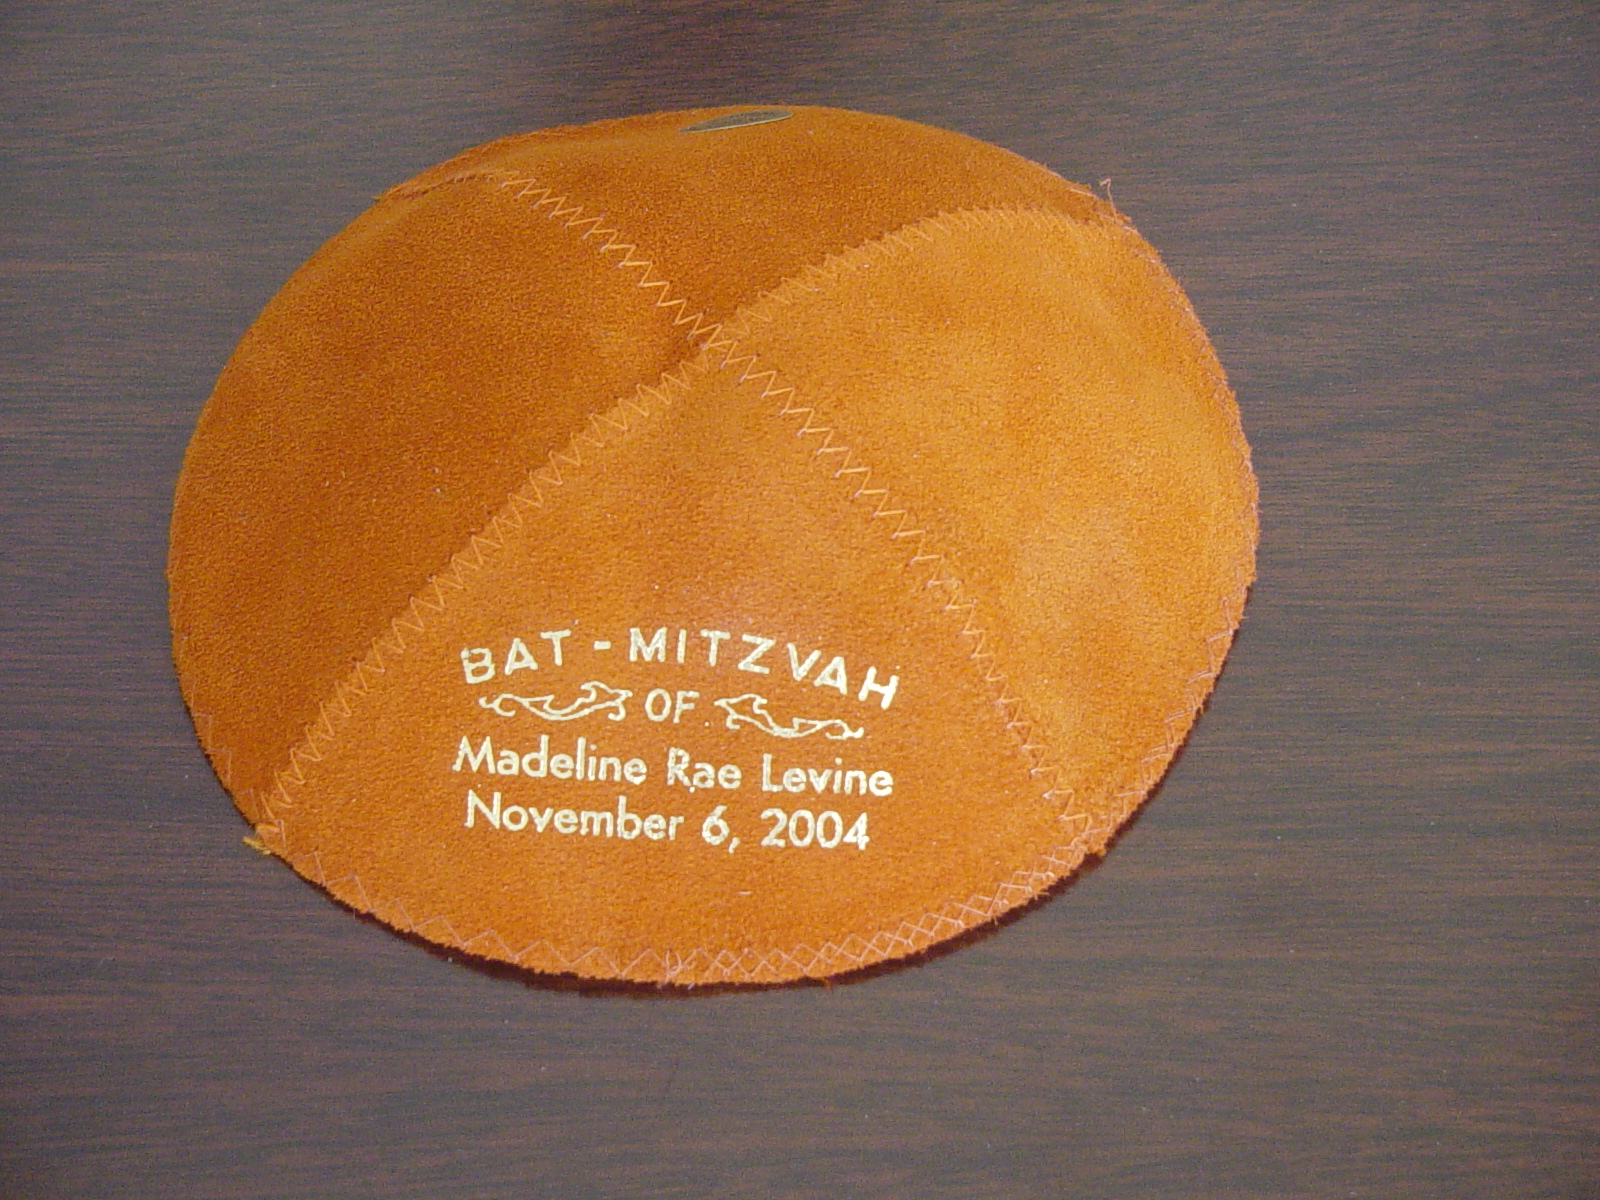 BAT-MITZVAH
OF
Madeline Rae Levine
November 6, 2004